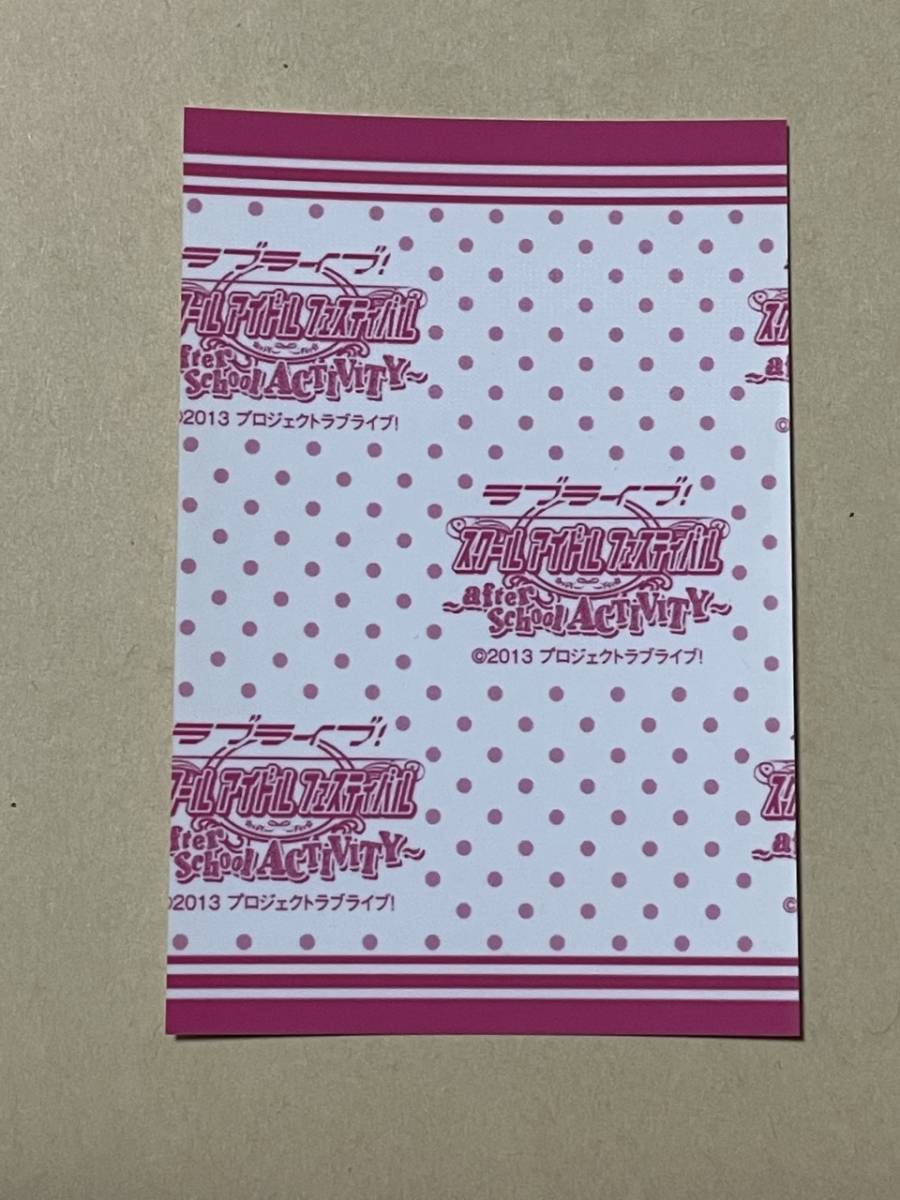 ラブライブ!
クール アイドル フェスティバル
after
School ACTIVITY~
©2013 プロジェクトラブライブ!
ス
~a
©
ラブライブ!
スクール アイドル フェスティバル
~after
School ACTIVITY~
©2013 プロジェクトラブライブ!
ラブライブ!
クール アイドル フェスティバル
fter
School ACTIVITY~
©2013 プロジェクトラブライブ!
ス
~a
©